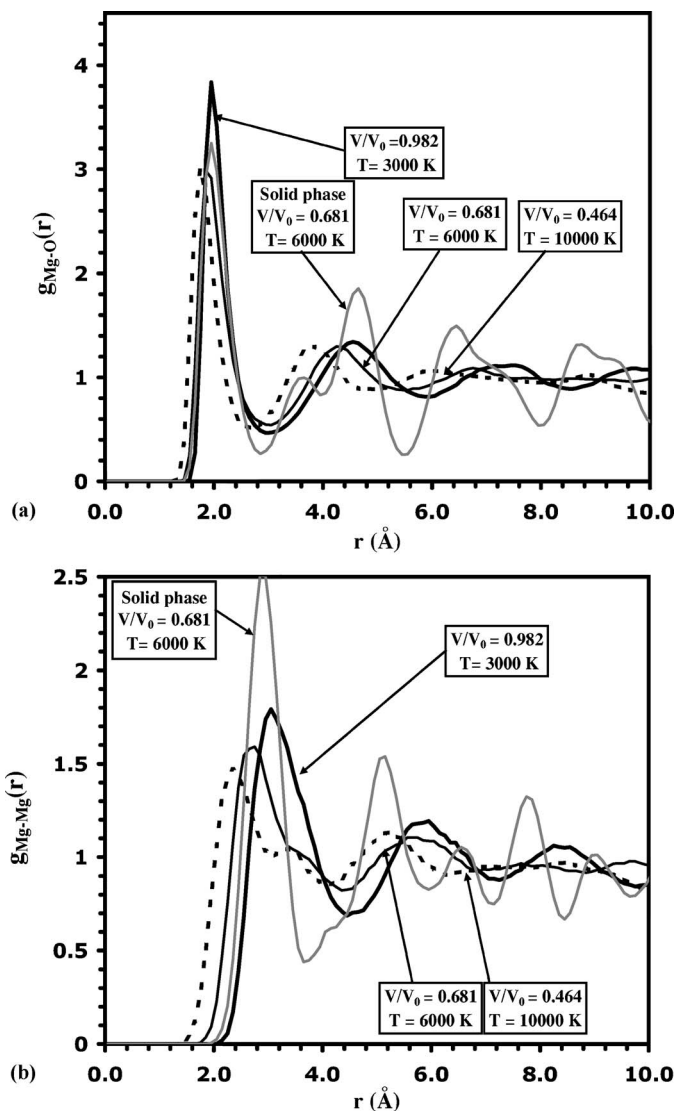 4
3
2
1
0
g_Mg-O(r)
V/V₀ =0.982
T= 3000 K
Solid phase
V/V₀ = 0.681
T= 6000 K
V/V₀ = 0.681
T = 6000 K
V/V₀ = 0.464
T = 10000 K
0.0 2.0 4.0 6.0 8.0 10.0
(a)
r (Å)
2.5
2
1.5
1
0.5
0
g_Mg-Mg(r)
Solid phase
V/V₀ = 0.681
T= 6000 K
V/V₀ = 0.982
T= 3000 K
V/V₀ = 0.681
T = 6000 K
V/V₀ = 0.464
T = 10000 K
0.0 2.0 4.0 6.0 8.0 10.0
(b)
r (Å)